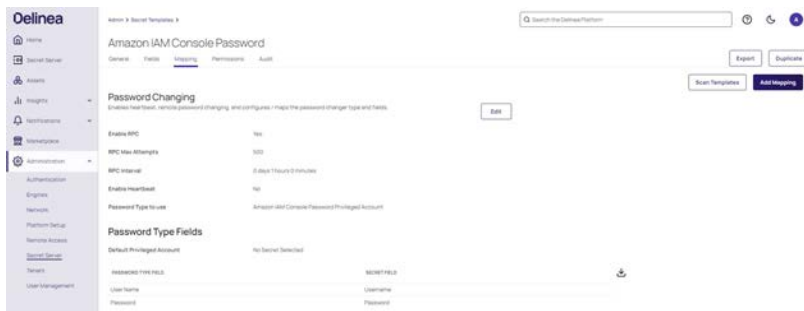 Delinea
Admin > Secret Templates >
Search the Delinea Platform
A
Home
Secret Server
Assets
Insights
Notifications
Marketplace
Administration
Authentication
Engines
Network
Platform Setup
Remote Access
Secret Server
Tenant
User Management
Amazon IAM Console Password
General Fields Mapping Permissions Audit
Export Duplicate
Scan Templates Add Mapping
Password Changing
Enables heartbeat, remote password changing, and configures / maps the password changer type and fields.
Edit
Enable RPC Yes
RPC Max Attempts 500
RPC Interval 0 days 1 hours 0 minutes
Enable Heartbeat No
Password Type to use Amazon IAM Console Password Privileged Account
Password Type Fields
Default Privileged Account No Secret Selected
PASSWORD TYPE FIELD SECRET FIELD
User Name Username
Password Password